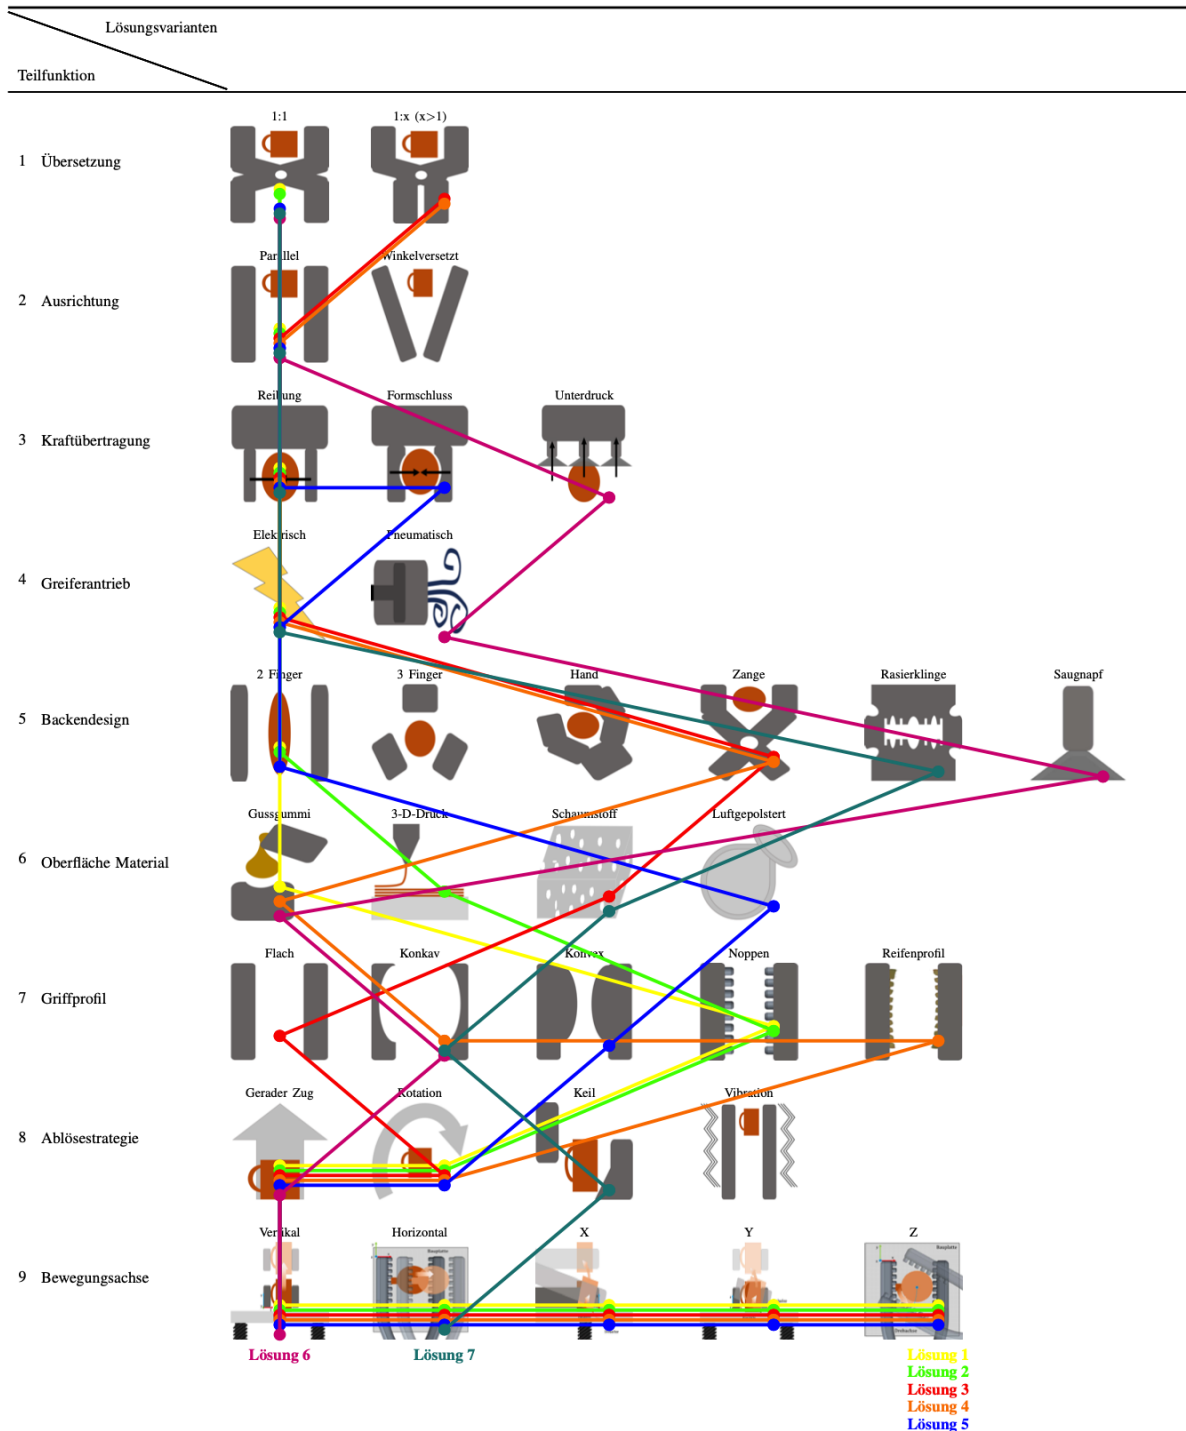 Lösungsvarianten
Teilfunktion
1:1 1:x (x>1)
1 Übersetzung
Parallel Winkelversetzt
2 Ausrichtung
Reibung Formschluss Unterdruck
3 Kraftübertragung
Elektrisch Pneumatisch
4 Greiferantrieb
2 Finger 3 Finger Hand Zange Rasierklinge Saugnapf
5 Backendesign
Gussgummi 3-D-Druck Schaumstoff Luftgepolstert
6 Oberfläche Material
Flach Konkav Konvex Noppen Reifenprofil
7 Griffprofil
Gerader Zug Rotation Keil Vibration
8 Ablösestrategie
Vertikal Horizontal X Y Z
9 Bewegungsachse
Lösung 6 Lösung 7 Lösung 1
Lösung 2
Lösung 3
Lösung 4
Lösung 5